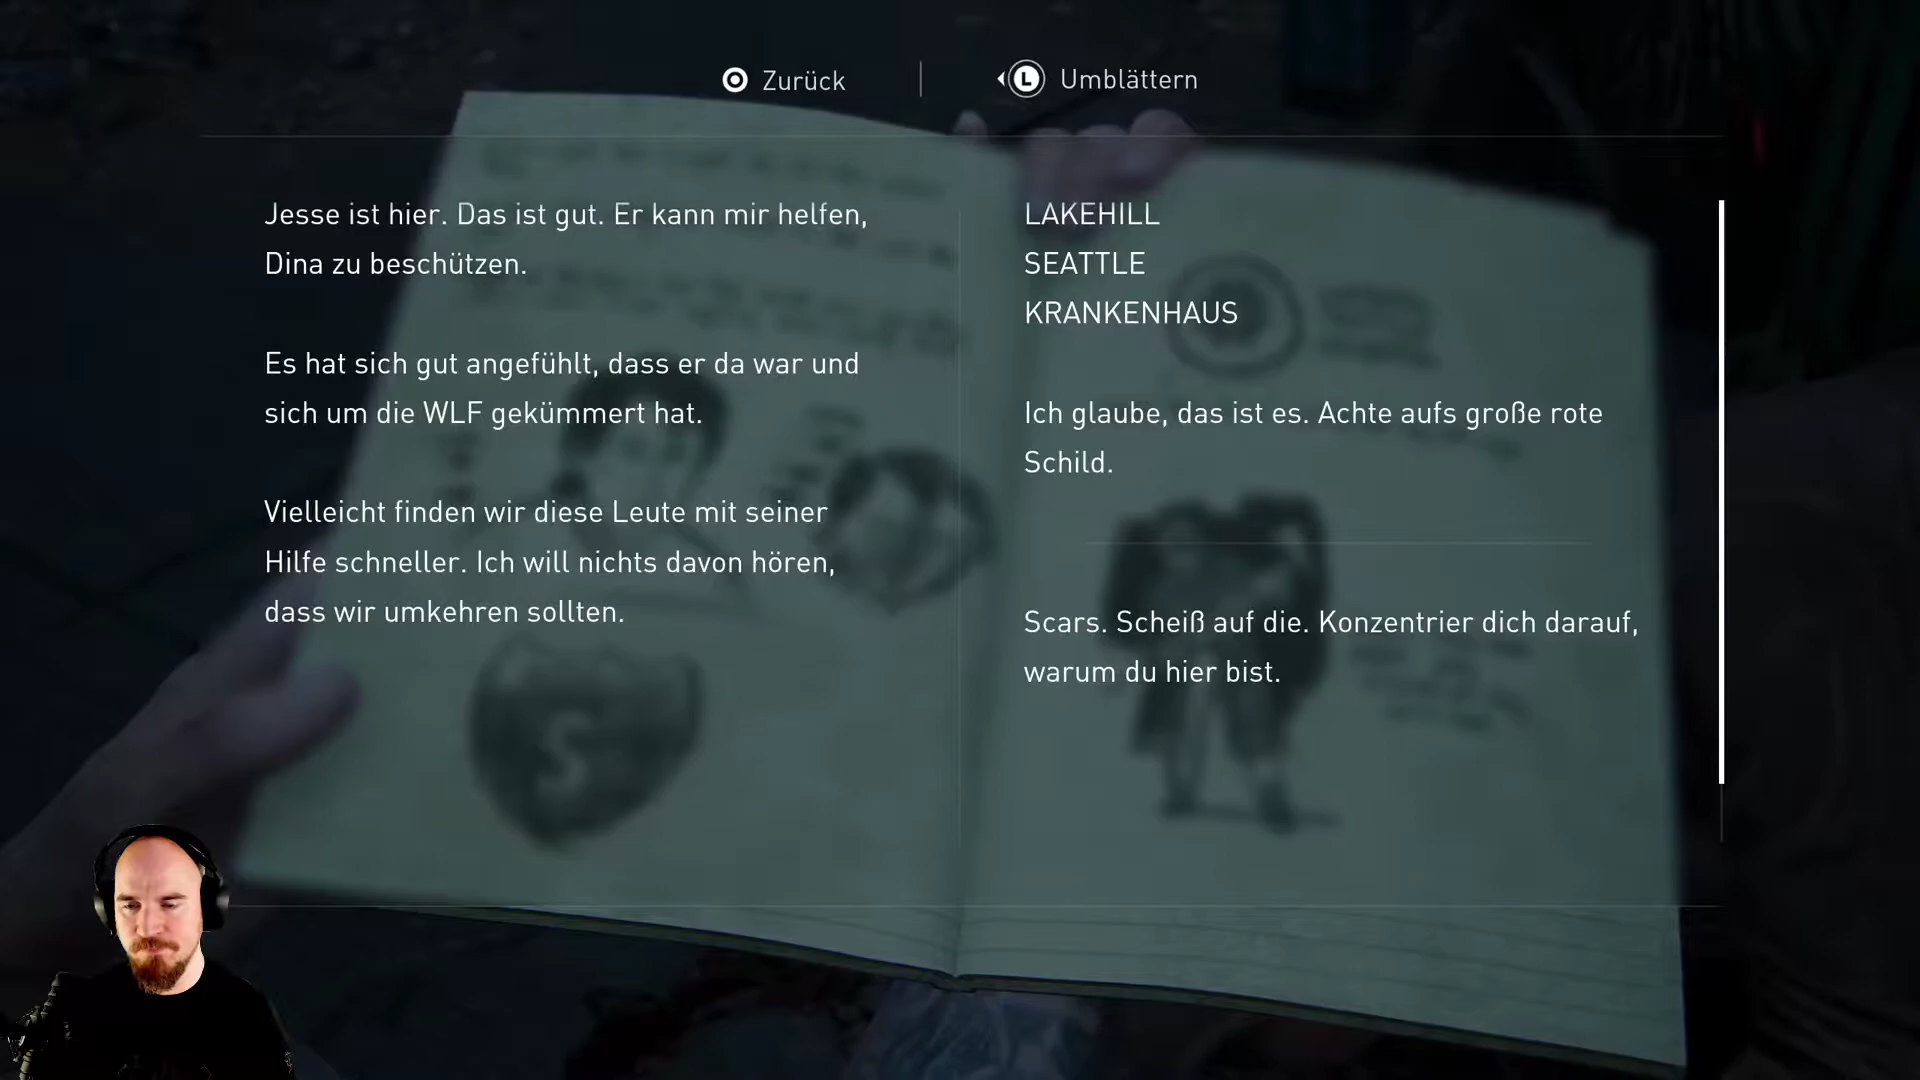 Zurück
L Umblättern
Jesse ist hier. Das ist gut. Er kann mir helfen,
Dina zu beschützen.
Es hat sich gut angefühlt, dass er da war und
sich um die WLF gekümmert hat.
Vielleicht finden wir diese Leute mit seiner
Hilfe schneller. Ich will nichts davon hören,
dass wir umkehren sollten.
LAKEHILL
SEATTLE
KRANKENHAUS
Ich glaube, das ist es. Achte aufs große rote
Schild.
Scars. Scheiß auf die. Konzentrier dich darauf,
warum du hier bist.
S